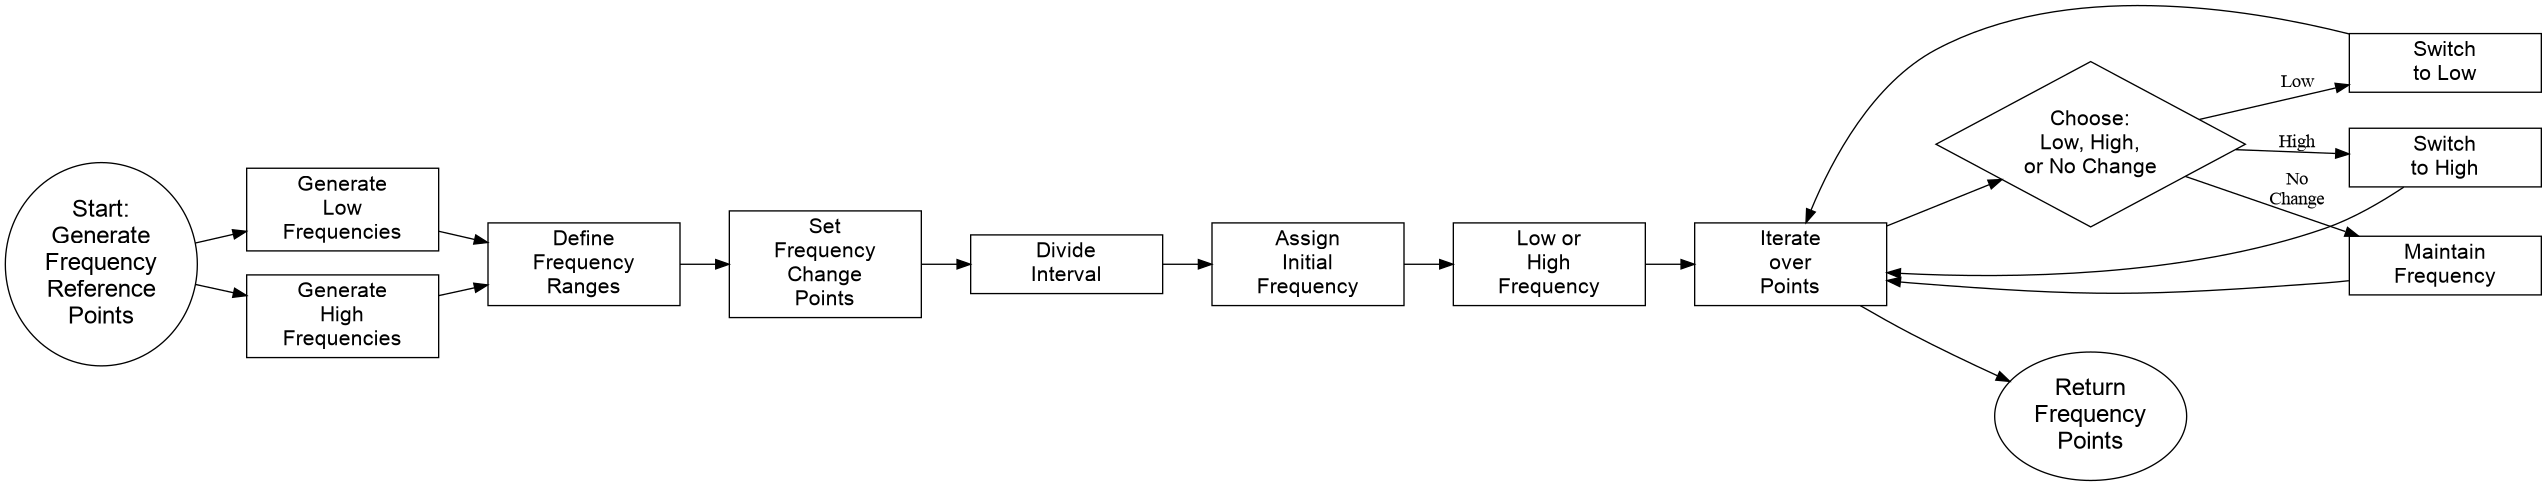 Start:
Generate
Frequency
Reference
Points
Generate
Low
Frequencies
Generate
High
Frequencies
Define
Frequency
Ranges
Set
Frequency
Change
Points
Divide
Interval
Assign
Initial
Frequency
Low or
High
Frequency
Iterate
over
Points
Choose:
Low, High,
or No Change
Low
High
No
Change
Switch
to Low
Switch
to High
Maintain
Frequency
Return
Frequency
Points